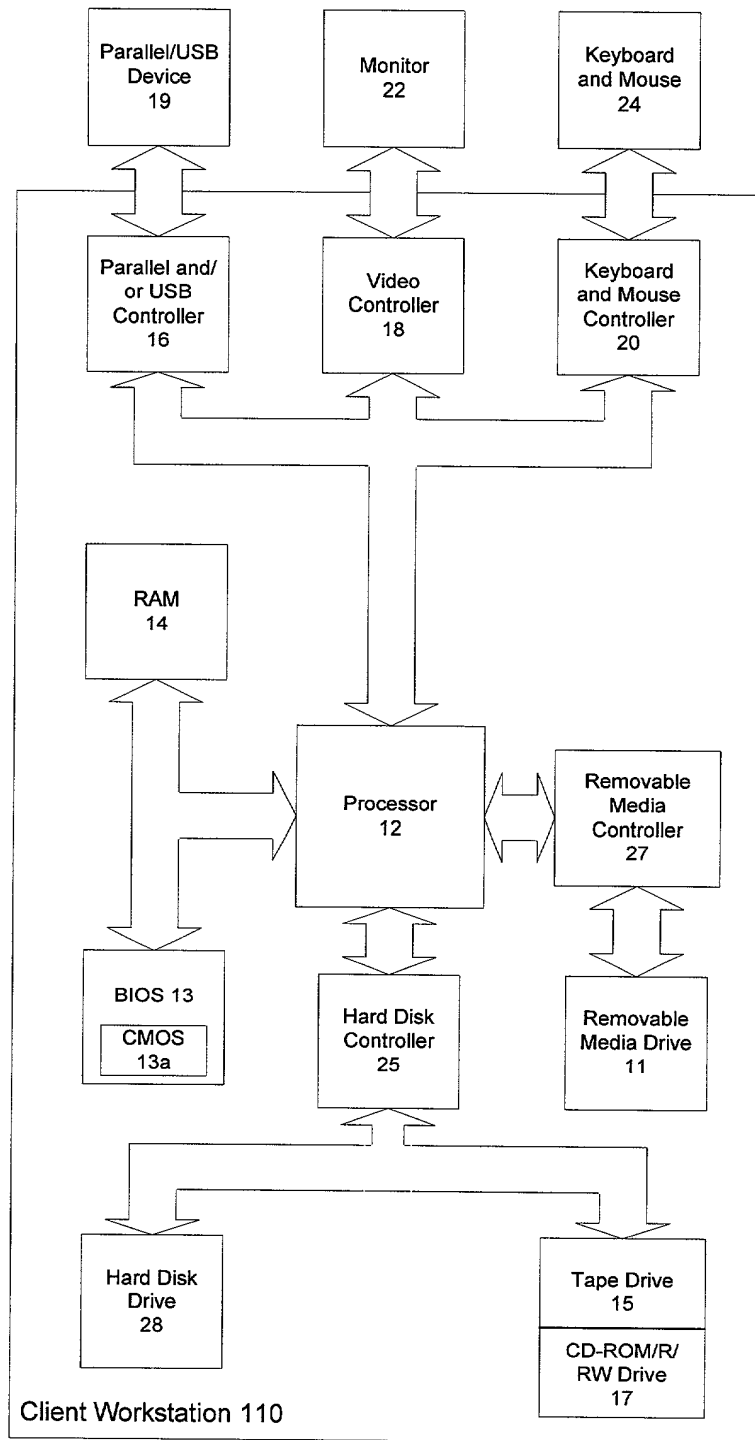 Parallel/USB
Device
19
Monitor
22
Keyboard
and Mouse
24
Parallel and/
or USB
Controller
16
Video
Controller
18
Keyboard
and Mouse
Controller
20
RAM
14
Processor
12
Removable
Media
Controller
27
BIOS 13
CMOS
13a
Hard Disk
Controller
25
Removable
Media Drive
11
Hard Disk
Drive
28
Tape Drive
15
CD-ROM/R/
RW Drive
17
Client Workstation 110